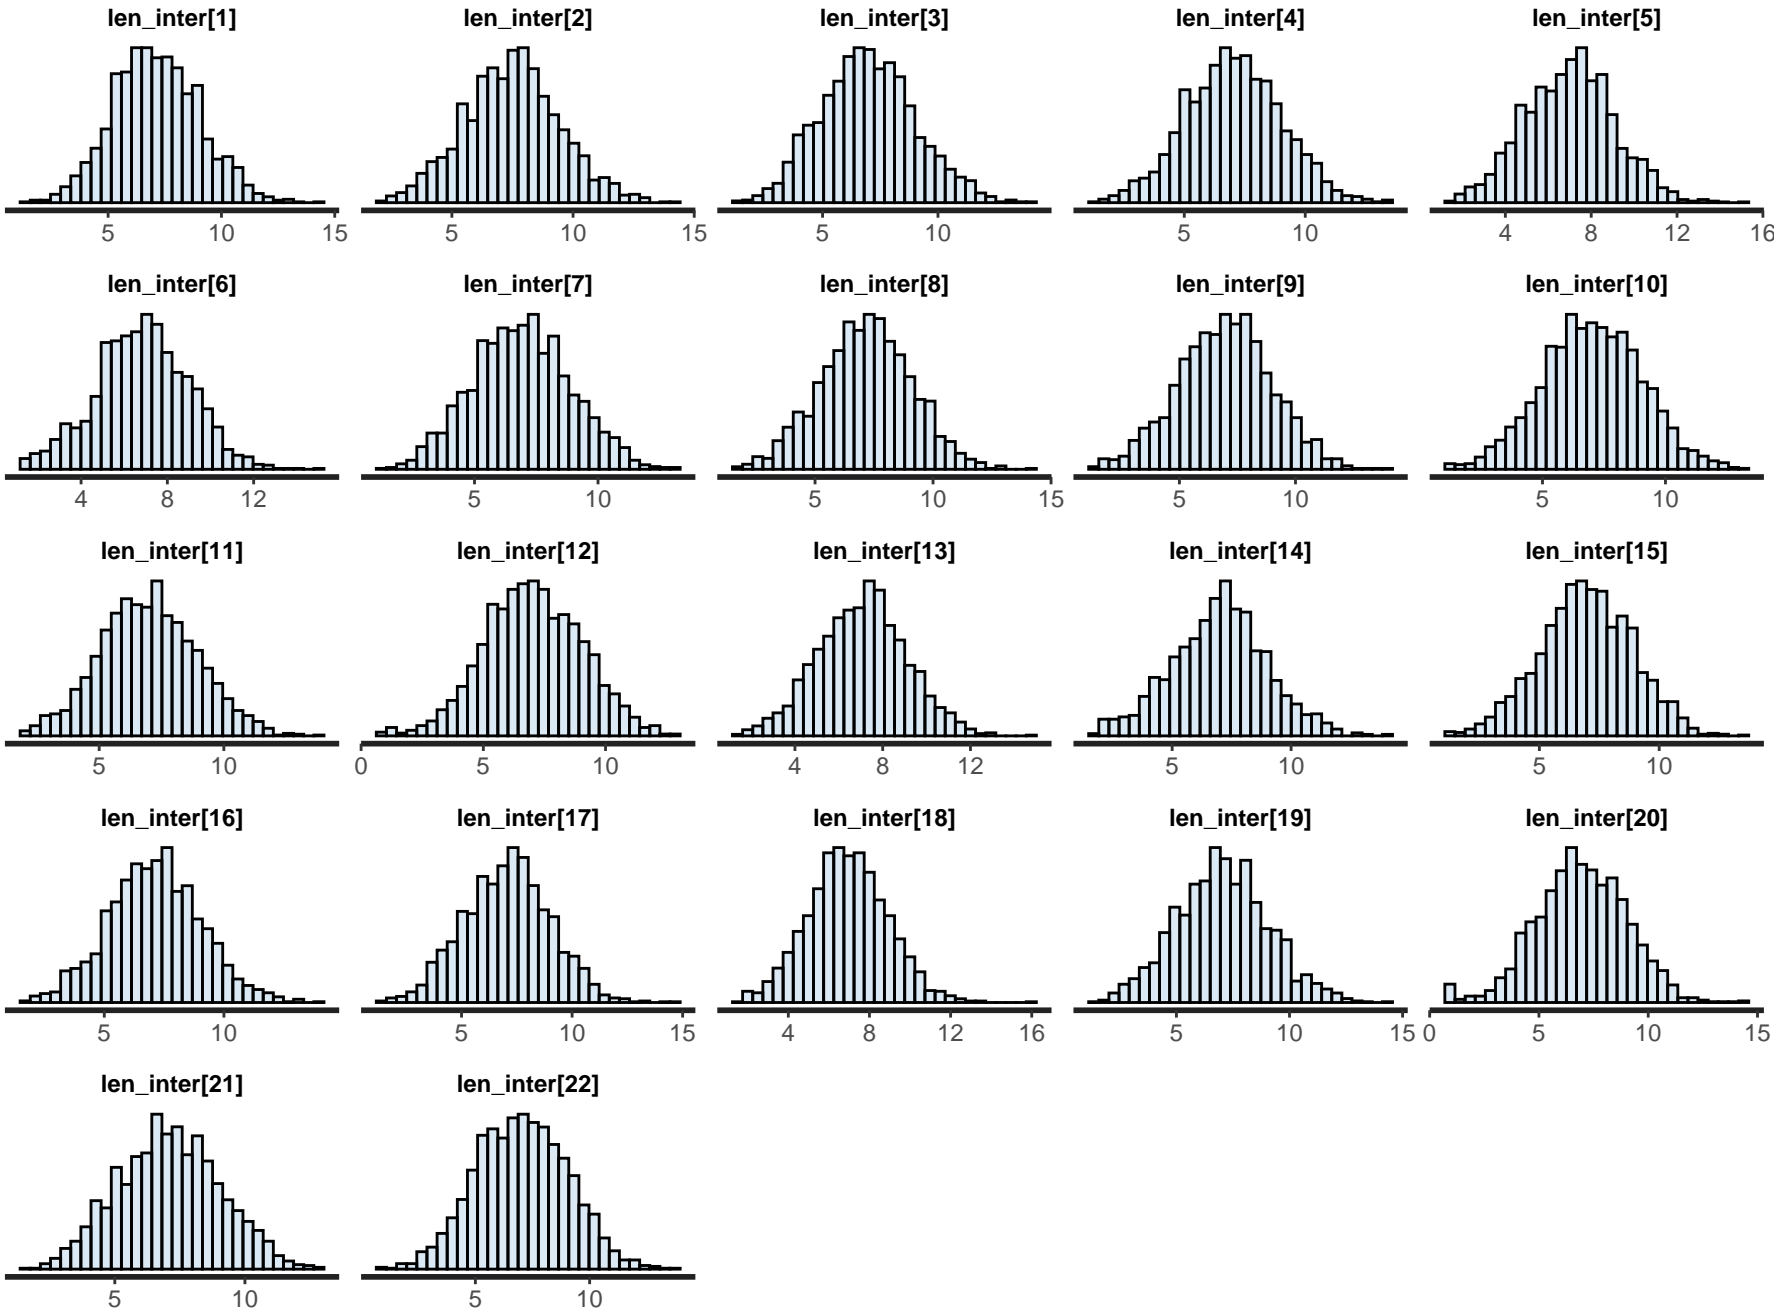 len_inter[1] len_inter[2] len_inter[3] len_inter[4] len_inter[5]
5 10 15 5 10 15 5 10 5 10 4 8 12 16
len_inter[6] len_inter[7] len_inter[8] len_inter[9] len_inter[10]
4 8 12 5 10 5 10 15 5 10 5 10
len_inter[11] len_inter[12] len_inter[13] len_inter[14] len_inter[15]
5 10 0 5 10 4 8 12 5 10 5 10
len_inter[16] len_inter[17] len_inter[18] len_inter[19] len_inter[20]
5 10 5 10 15 4 8 12 16 5 10 15 0 5 10 15
len_inter[21] len_inter[22]
5 10 5 10